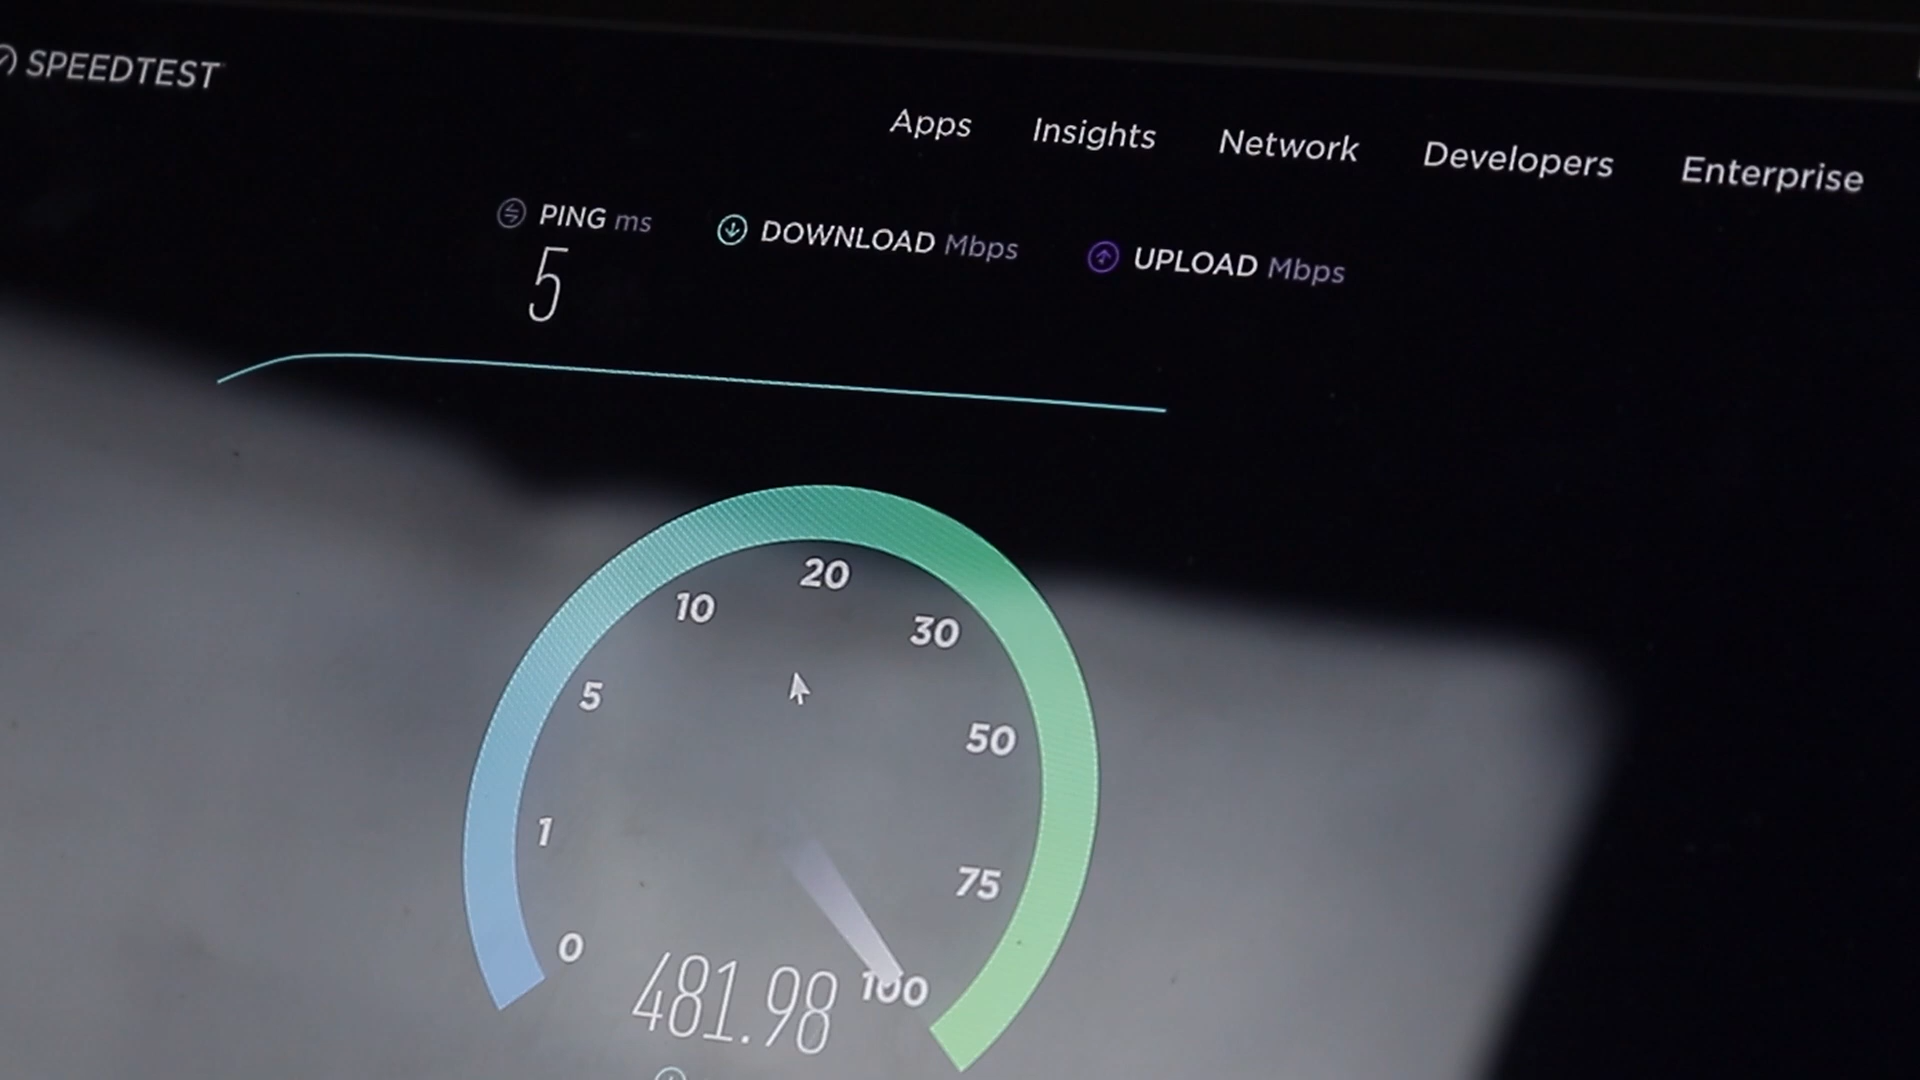 SPEEDTEST
Apps Insights Network Developers Enterprise
PING ms DOWNLOAD Mbps UPLOAD Mbps
5
20
10 30
5 50
1 75
0 100
481.98